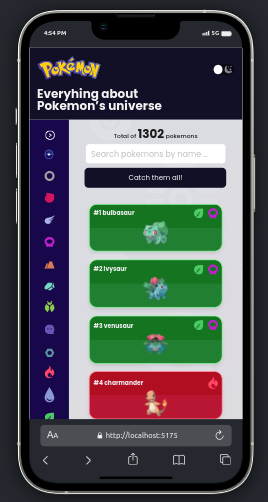 4:54 PM
5G
POKÉMON
Everyhing about
Pokemon's universe
Total of 1302 pokemons
Search pokemons by name ...
Catch them all!
#1 bulbasaur
#2 ivysaur
#3 venusaur
#4 charmander
AA http://localhost:5175